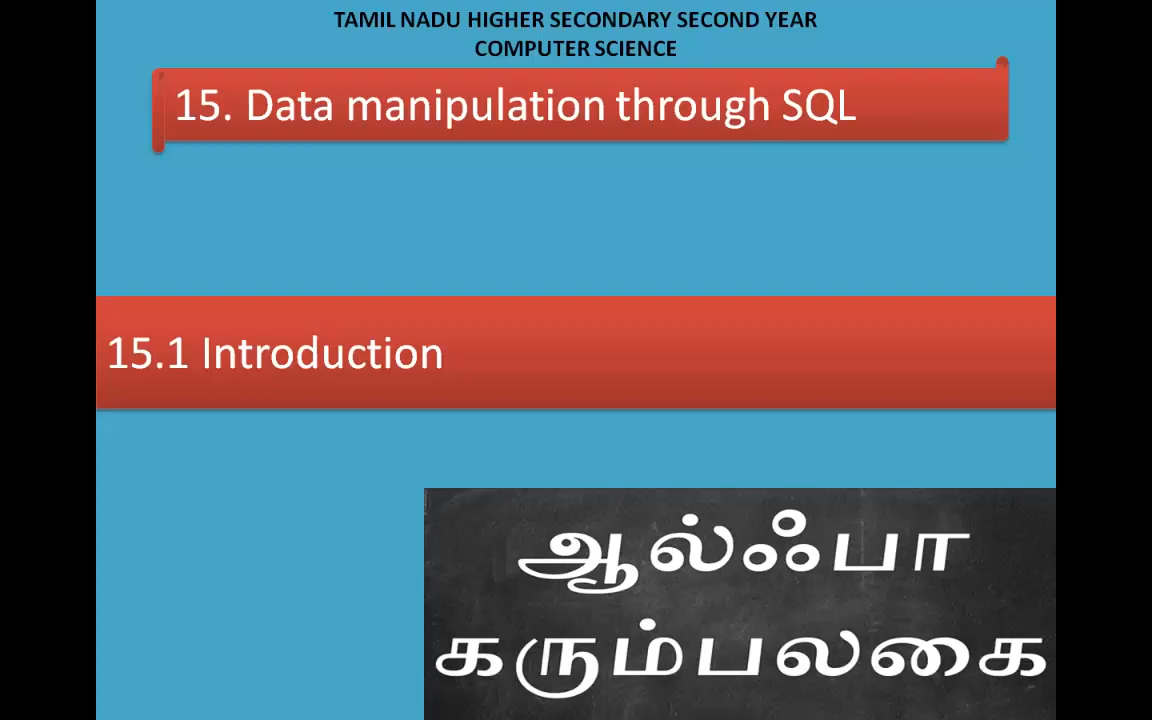 TAMIL NADU HIGHER SECONDARY SECOND YEAR
COMPUTER SCIENCE
15. Data manipulation through SQL
15.1 Introduction
ஆல்ஃபா
கரும்பலகை